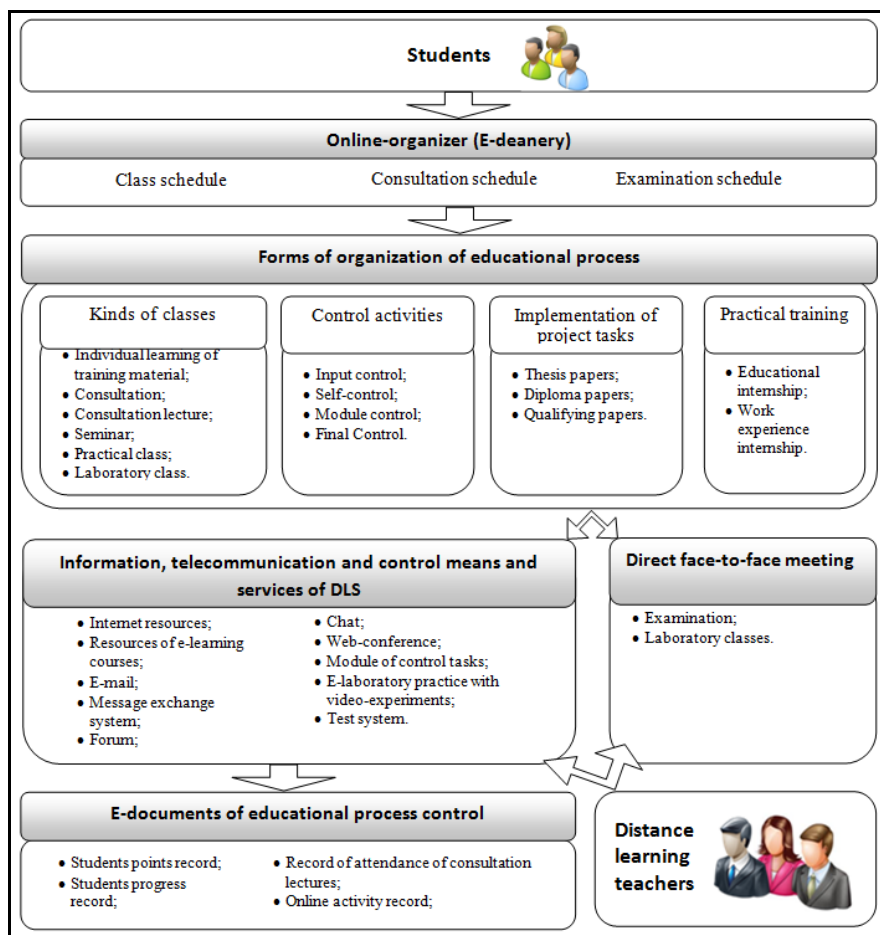 Students
Online-organizer (E-deanery)
Class schedule
Consultation schedule
Examination schedule
Forms of organization of educational process
Kinds of classes
• Individual learning of
training material;
• Consultation;
• Consultation lecture;
• Seminar;
• Practical class;
• Laboratory class.
Control activities
• Input control;
• Self-control;
• Module control;
• Final Control.
Implementation of
project tasks
• Thesis papers;
• Diploma papers;
• Qualifying papers.
Practical training
• Educational
internship;
• Work
experience
internship.
Information, telecommunication and control means and
services of DLS
• Internet resources;
• Resources of e-learning
courses;
• E-mail;
• Message exchange
system;
• Forum;
• Chat;
• Web-conference;
• Module of control tasks;
• E-laboratory practice with
video-experiments;
• Test system.
Direct face-to-face meeting
• Examination;
• Laboratory classes.
E-documents of educational process control
• Students points record;
• Students progress
record;
• Record of attendance of consultation
lectures;
• Online activity record;
Distance
learning
teachers